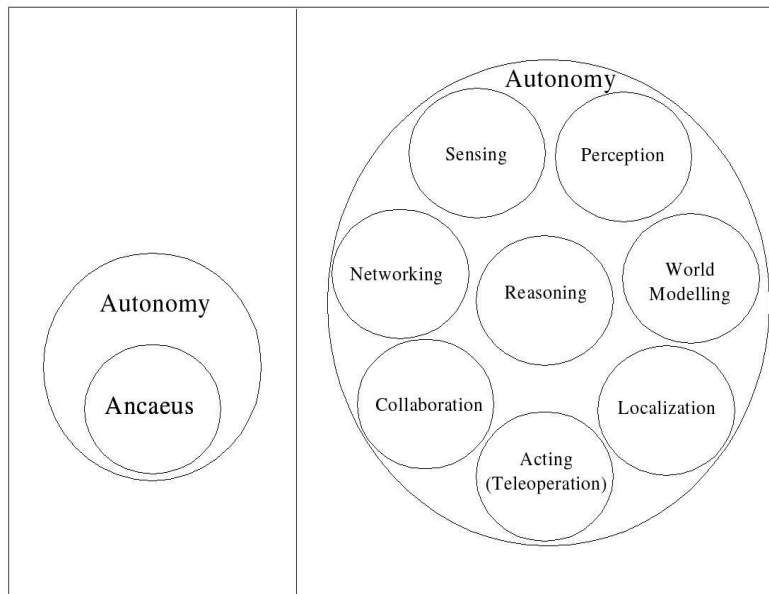 Autonomy
Ancaeus
Autonomy
Sensing
Perception
Networking
Reasoning
World
Modelling
Collaboration
Localization
Acting
(Teleoperation)